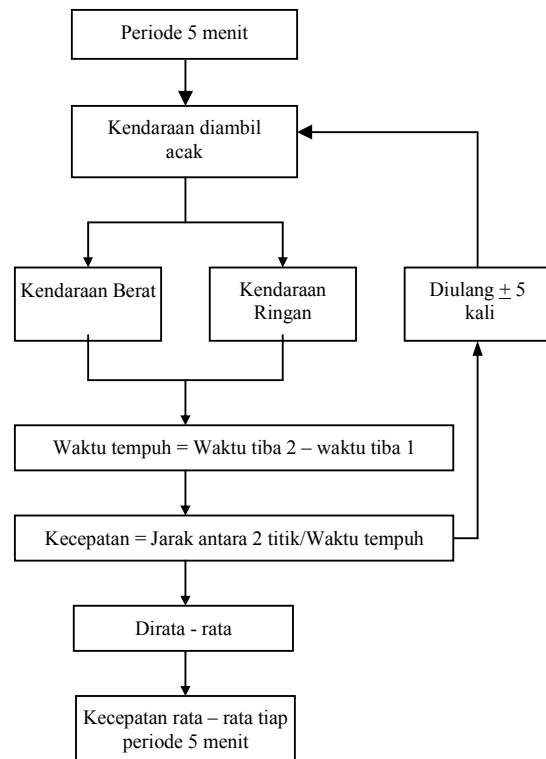 Periode 5 menit
Kendaraan diambil
acak
Kendaraan Berat
Kendaraan
Ringan
Diulang ± 5
kali
Waktu tempuh = Waktu tiba 2 – waktu tiba 1
Kecepatan = Jarak antara 2 titik/Waktu tempuh
Dirata - rata
Kecepatan rata – rata tiap
periode 5 menit